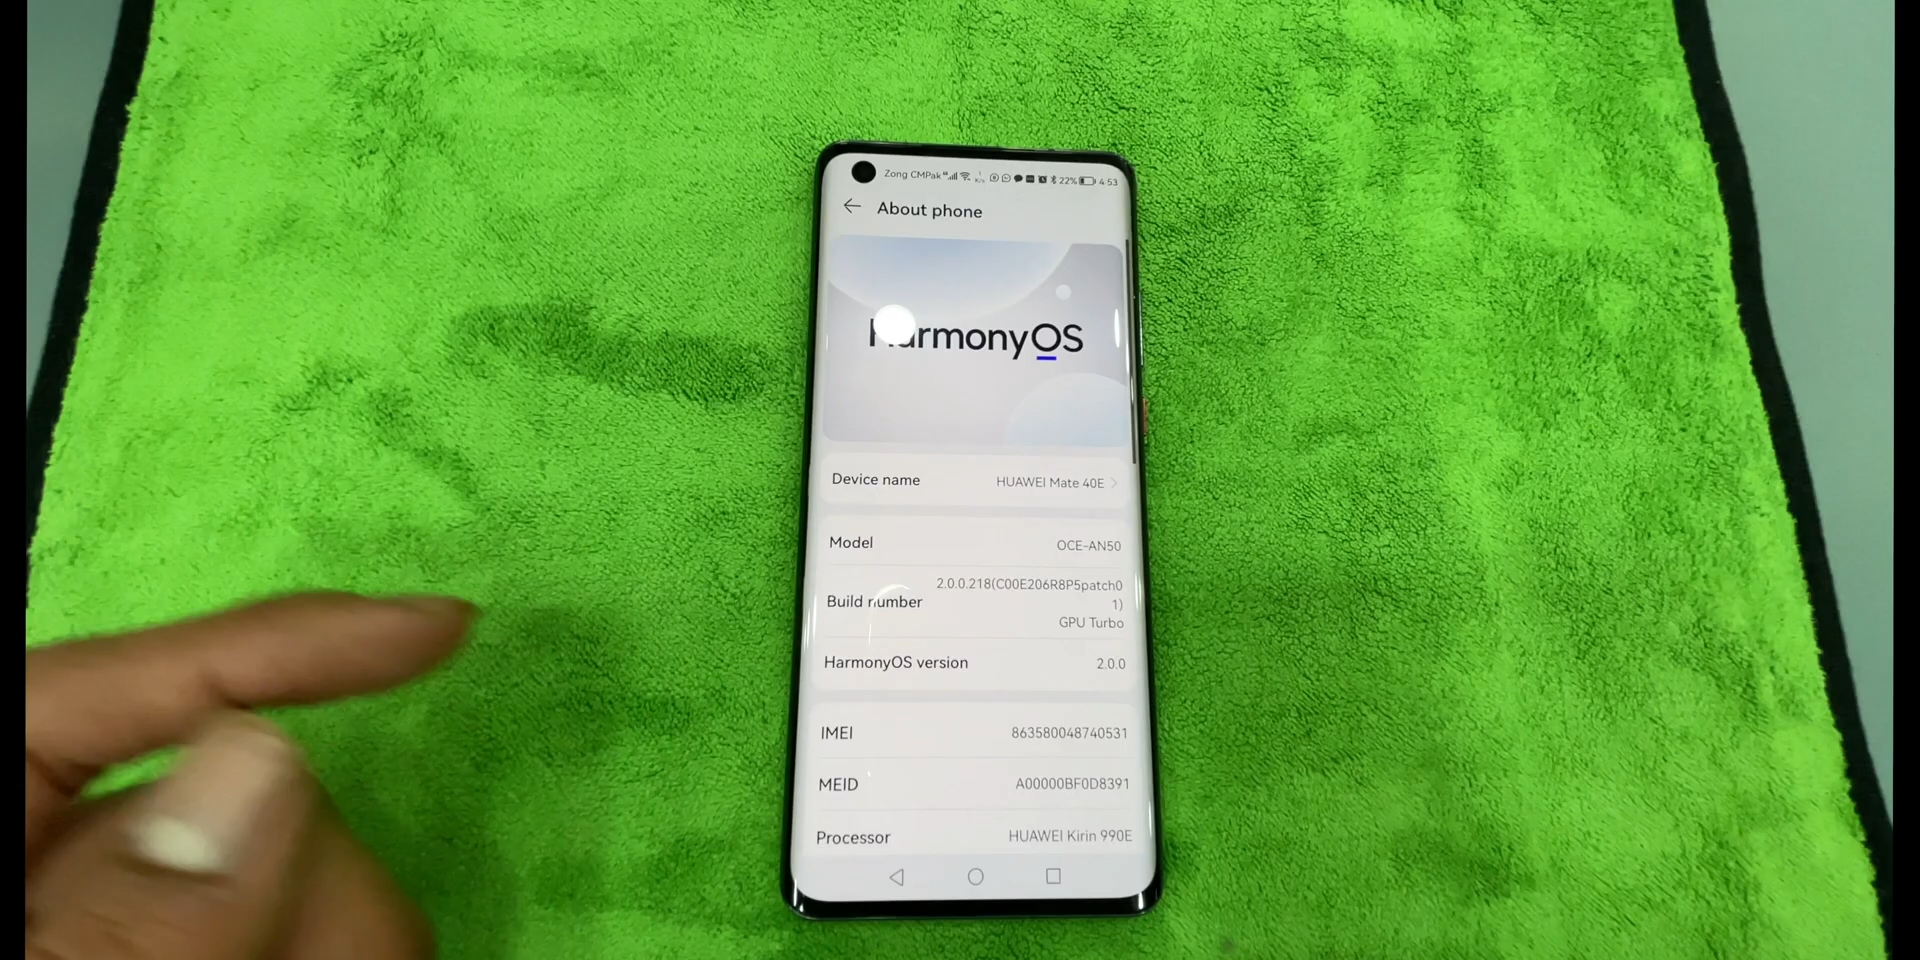 Zong CMPak 22% 4:53
About phone
HarmonyOS
Device name HUAWEI Mate 40E
Model OCE-AN50
Build number 2.0.0.218(C00E206R8P5patch0
1)
GPU Turbo
HarmonyOS version 2.0.0
IMEI 863580048740531
MEID A00000BF0D8391
Processor HUAWEI Kirin 990E